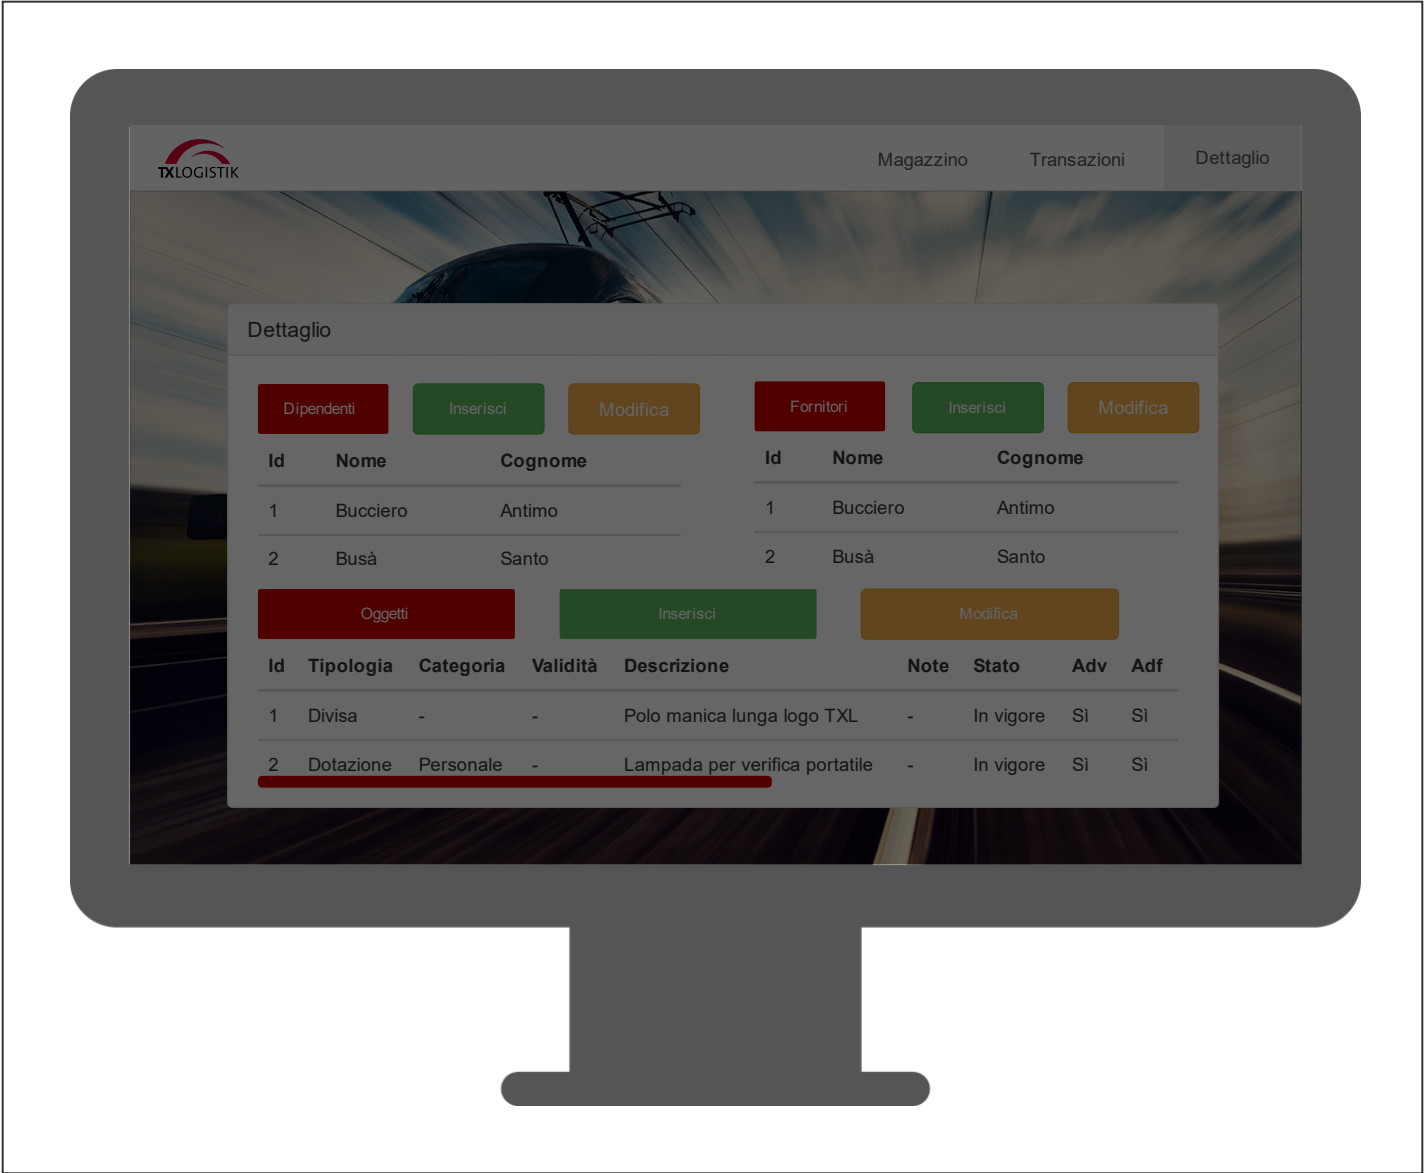 TXLOGISTIK
Magazzino Transazioni Dettaglio
Dettaglio
Dipendenti Inserisci Modifica
Id Nome Cognome
1 Bucciero Antimo
2 Busà Santo
Fornitori Inserisci Modifica
Id Nome Cognome
1 Bucciero Antimo
2 Busà Santo
Oggetti Inserisci Modifica
Id Tipologia Categoria Validità Descrizione Note Stato Adv Adf
1 Divisa - - Polo manica lunga logo TXL - In vigore Sì Sì
2 Dotazione Personale - Lampada per verifica portatile - In vigore Sì Sì